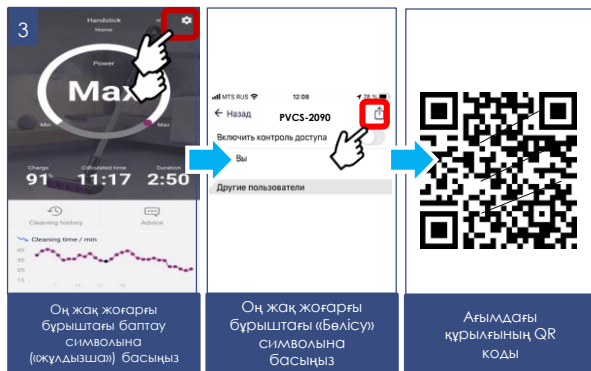 3
Handstick
Home
Power
Max
Min
Max
Charge
Calculated time
Duration
91
11:17
2:50
Cleaning history
Advice
Cleaning time / min
Оң жақ жоғарғы
бұрыштағы баптау
символына
(«жұлдызша») басыңыз
MTS RUS
12:08
78 %
Назад
PVCS-2090
Включить контроль доступа
Вы
Другие пользователи
Оң жақ жоғарғы
бұрыштағы «Бөлісу»
символына
басыңыз
Ағымдағы
құрылғының QR
коды